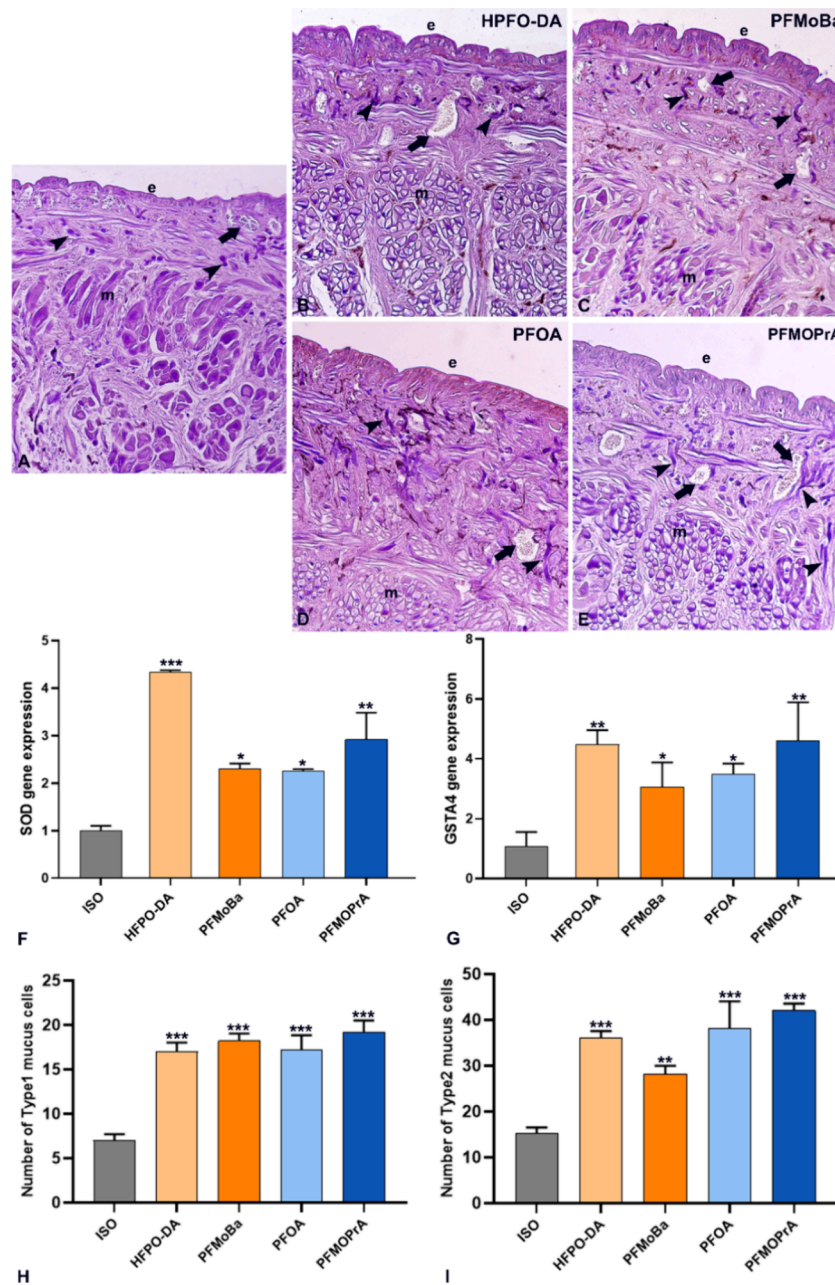 HPFO-DA
e
m
B
PFMoBa
e
m
C
e
m
A
PFOA
m
D
PFMOPrA
e
m
E
SOD gene expression
5
4
3
2
1
0
***
*
*
**
ISO
HFPO-DA
PFMoBa
PFOA
PFMOPrA
F
GSTA4 gene expression
8
6
4
2
0
**
*
*
**
ISO
HFPO-DA
PFMoBa
PFOA
PFMOPrA
G
Number of Type1 mucus cells
25
20
15
10
5
0
***
***
***
***
ISO
HFPO-DA
PFMoBa
PFOA
PFMOPrA
H
Number of Type2 mucus cells
50
40
30
20
10
0
***
**
***
***
ISO
HFPO-DA
PFMoBa
PFOA
PFMOPrA
I